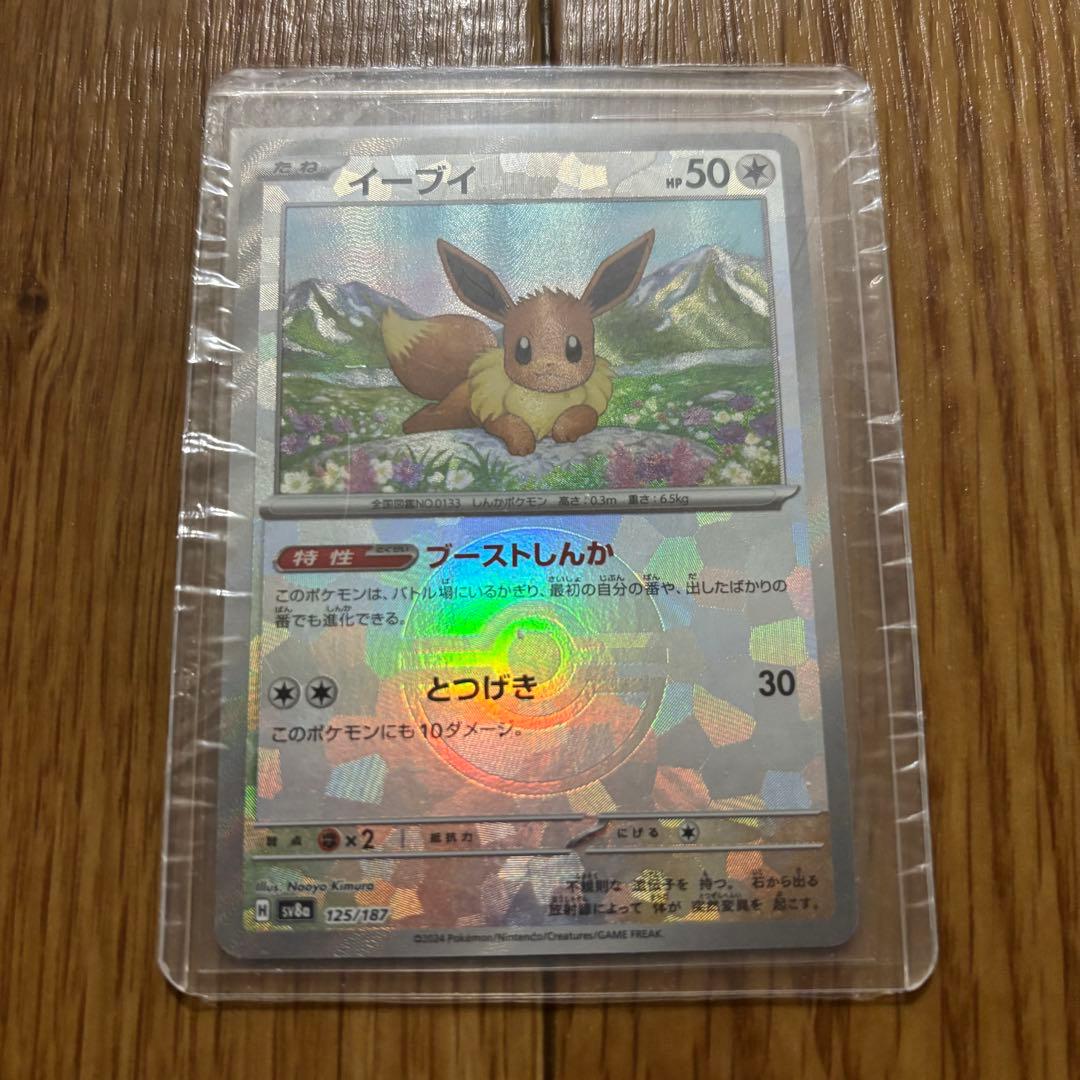 たね イーブイ HP 50
全国図鑑NO.0133 しんかポケモン 高さ:0.3m 重さ:6.5kg
特性 とくせい ブーストしんか
このポケモンは、バトル場にいるかぎり、最初の自分の番や、出したばかりの
番でも進化できる。
とつげき 30
このポケモンにも10ダメージ。
弱点 ×2 抵抗力 にげる
Illus. Naoyo Kimura
不規則な 遺伝子を 持つ。 石から出る
H SV8a 125/187
放射線によって 体が 突然変異を 起こす。
©2024 Pokémon/Nintendo/Creatures/GAME FREAK.